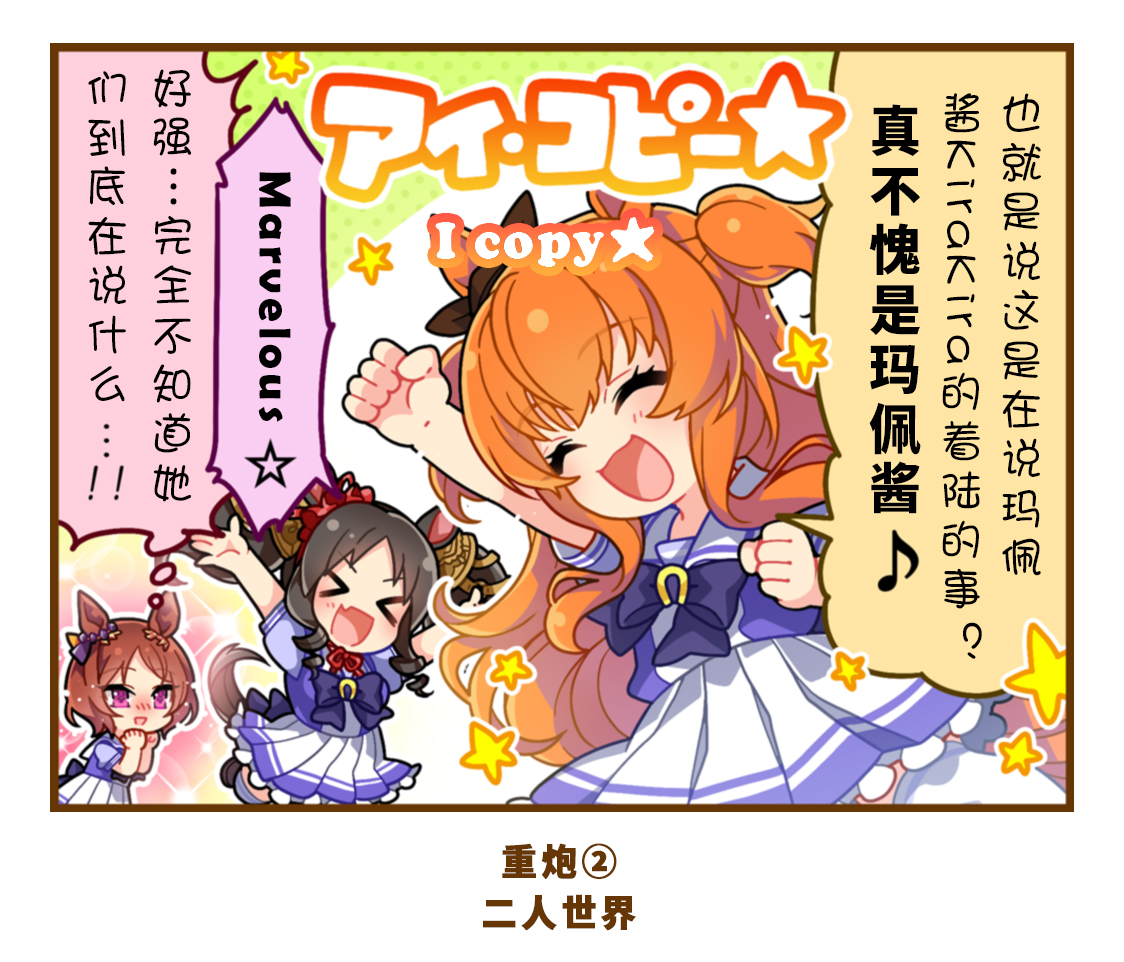 也就是说这是在说玛佩
酱KiraKira的着陆的事？
真不愧是玛佩酱♪
アイ・コピー★
I copy★
Marvelous☆
好强…完全不知道她
们到底在说什么…!!
重炮②
二人世界